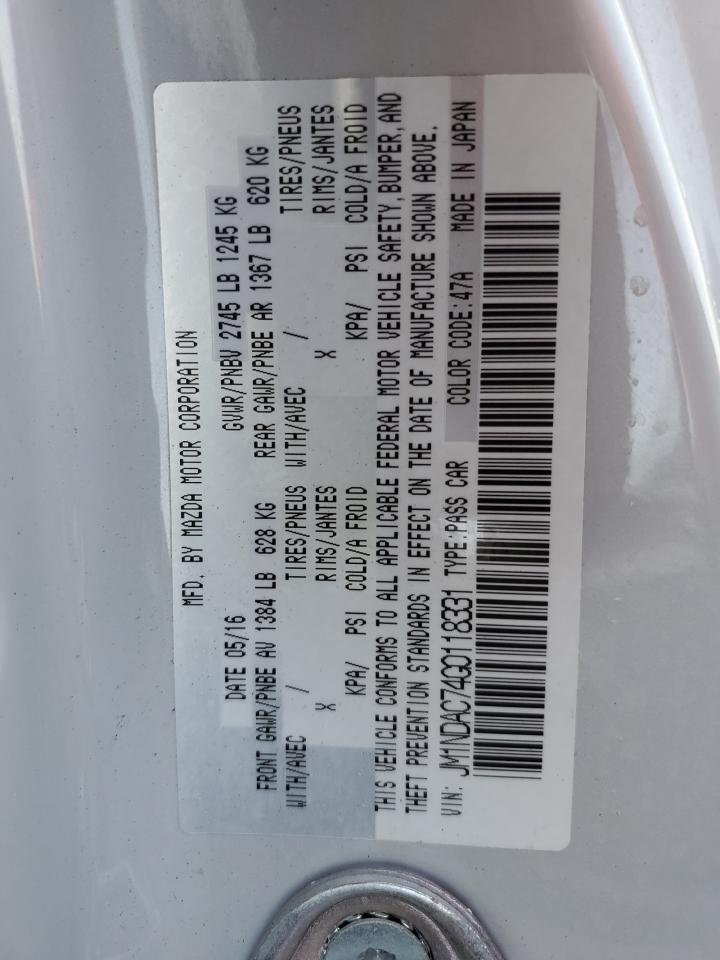 MFD. BY MAZDA MOTOR CORPORATION
DATE 05/16 GVWR/PNBV 2745 LB 1245 KG
FRONT GAWR/PNBE AV 1384 LB 628 KG REAR GAWR/PNBE AR 1367 LB 620 KG
WITH/AVEC / TIRES/PNEUS WITH/AVEC / TIRES/PNEUS
X RIMS/JANTES X RIMS/JANTES
KPA/ PSI COLD/A FROID KPA/ PSI COLD/A FROID
THIS VEHICLE CONFORMS TO ALL APPLICABLE FEDERAL MOTOR VEHICLE SAFETY, BUMPER, AND
THEFT PREVENTION STANDARDS IN EFFECT ON THE DATE OF MANUFACTURE SHOWN ABOVE.
VIN: JM1NDAC74G0118331 TYPE:PASS CAR COLOR CODE:47A MADE IN JAPAN